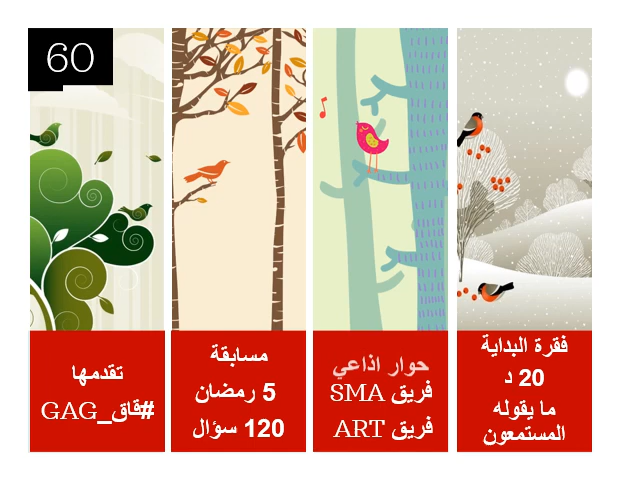 60
فقرة البداية
20 د
ما يقوله
المستمعون
حوار اذاعي
فريق SMA
فريق ART
مسابقة
5 رمضان
120 سؤال
تقدمها
#قاق_GAG